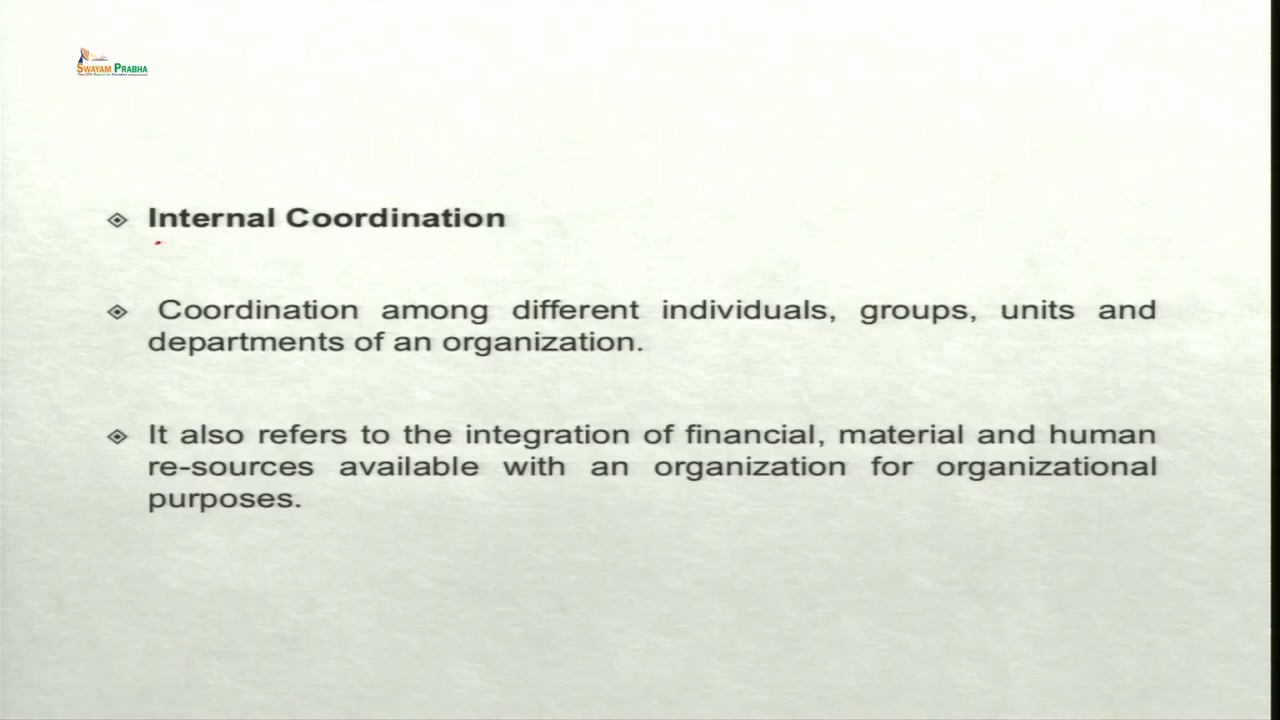 SWAYAM PRABHA
Internal Coordination
Coordination among different individuals, groups, units and
departments of an organization.
It also refers to the integration of financial, material and human
re-sources available with an organization for organizational
purposes.